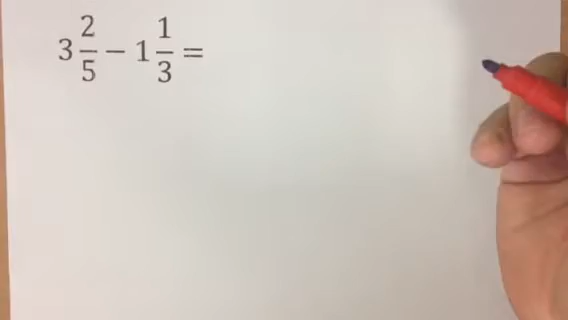 3 2/5 − 1 1/3 =